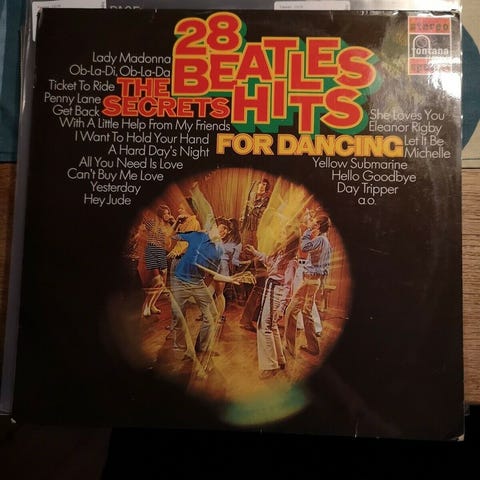 28
BEATLES
HITS
THE
SECRETS
FOR DANCING
stereo
fontana
Lady Madonna
Ob-La-Di, Ob-La-Da
Ticket To Ride
Penny Lane
Get Back
With A Little Help From My Friends
I Want To Hold Your Hand
A Hard Day's Night
All You Need Is Love
Can't Buy Me Love
Yesterday
Hey Jude
She Loves You
Eleanor Rigby
Let It Be
Michelle
Yellow Submarine
Hello Goodbye
Day Tripper
a.o.